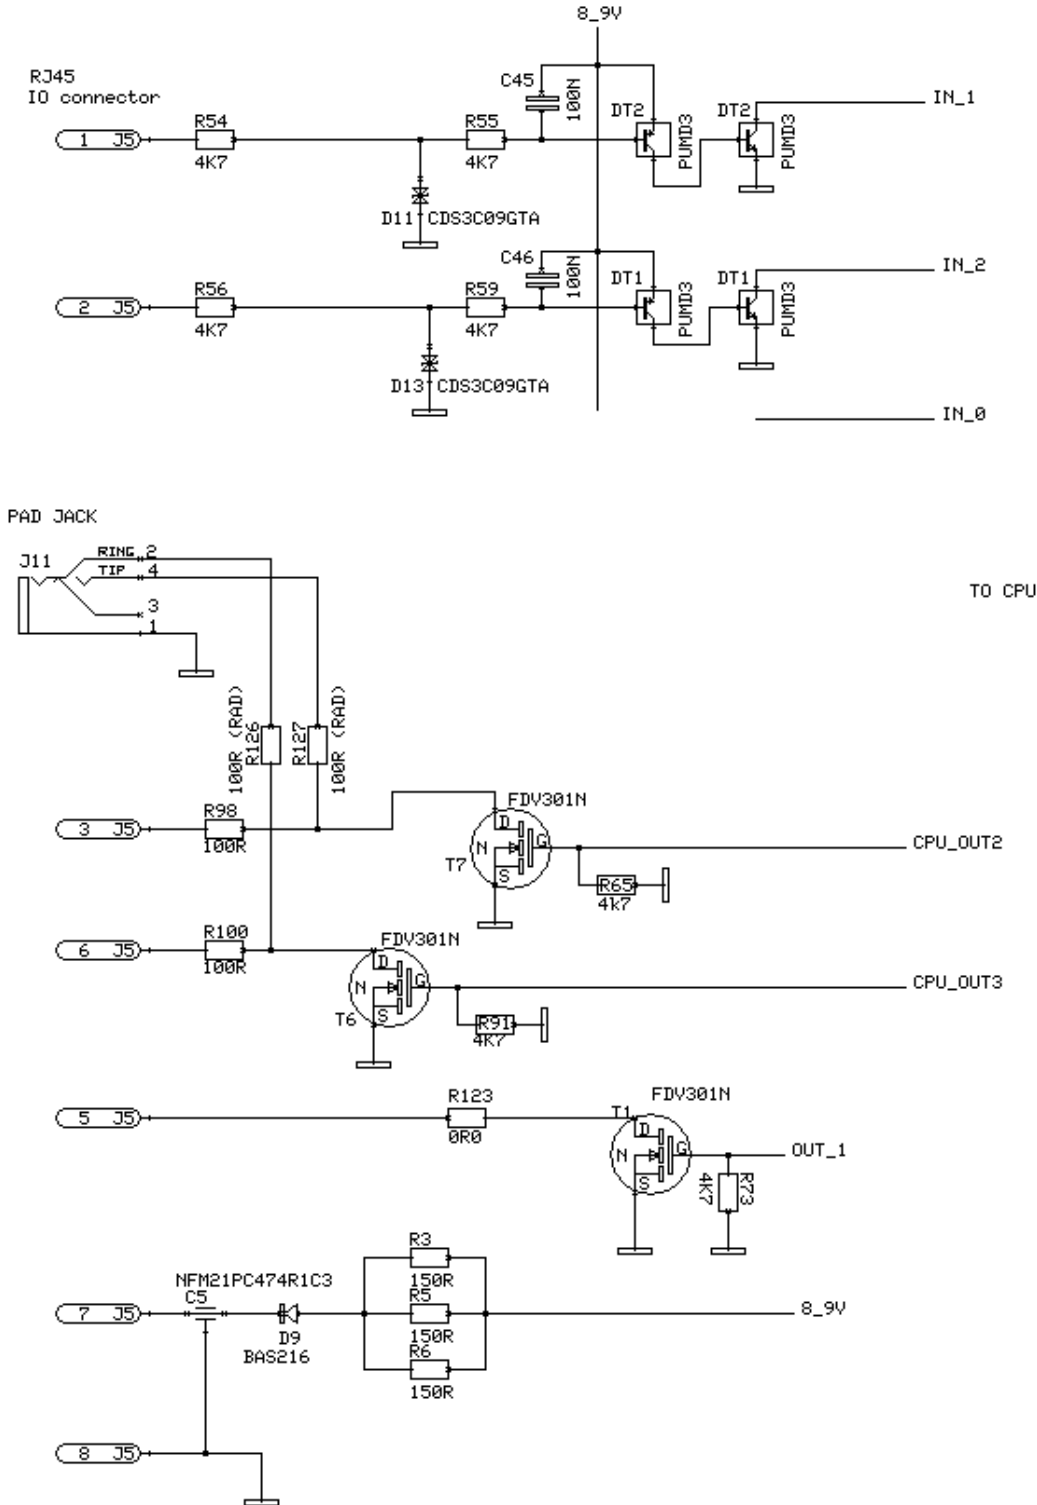 8_9V
RJ45
IO connector
C45
100N
DT2
PUMD3
DT2
PUMD3
IN_1
1 J5
R54
4K7
R55
4K7
D11 CDS3C09GTA
C46
100N
DT1
PUMD3
DT1
PUMD3
IN_2
2 J5
R56
4K7
R59
4K7
D13 CDS3C09GTA
IN_0
PAD JACK
J11
RING 2
TIP 4
3
1
TO CPU
R126
100R (RAD)
R127
100R (RAD)
3 J5
R98
100R
FDV301N
D
N
G
S
T7
CPU_OUT2
R65
4k7
6 J5
R100
100R
FDV301N
D
N
G
S
T6
CPU_OUT3
R91
4K7
5 J5
R123
0R0
FDV301N
T1
D
N
G
S
OUT_1
R73
4K7
R3
150R
NFM21PC474R1C3
C5
7 J5
D9
BAS216
R5
150R
8_9V
R6
150R
8 J5